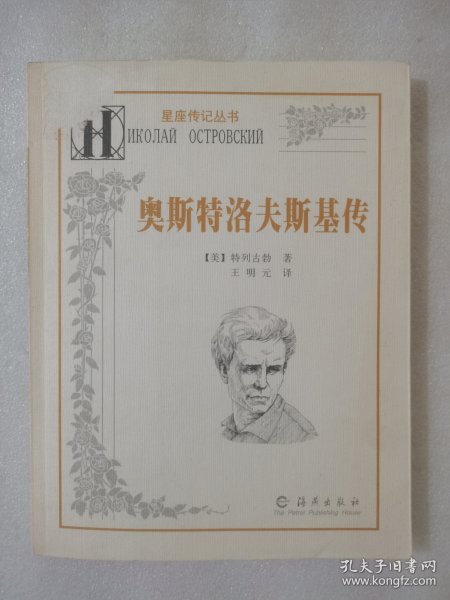 星座传记丛书
НИКОЛАЙ ОСТРОВСКИЙ
奥斯特洛夫斯基传
【美】特列古勃 著
王明元 译
海燕出版社
The Petrel Publishing House
孔夫子旧书网
www.kongfz.com